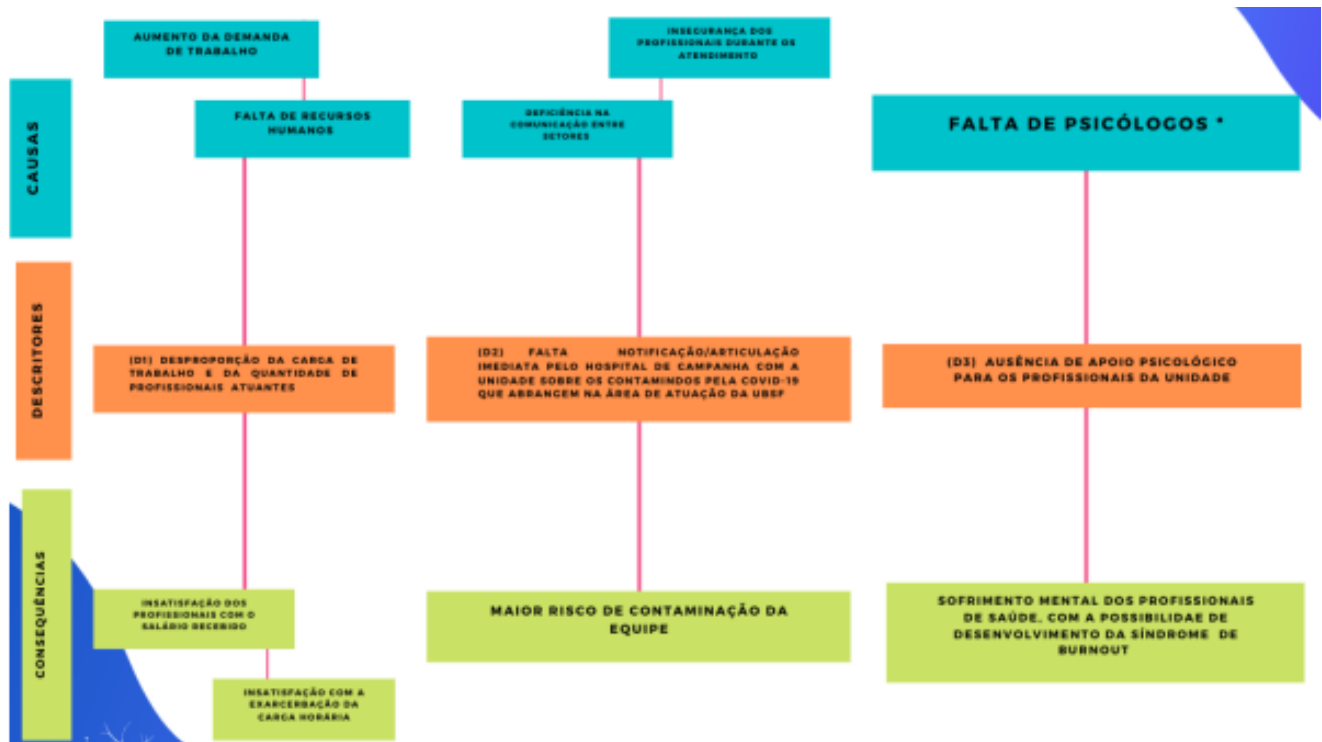 AUMENTO DA DEMANDA
DE TRABALHO
INSEGURANÇA DOS
PROFISSIONAIS DURANTE OS
ATENDIMENTO
CAUSAS
FALTA DE RECURSOS
HUMANOS
DEFICIÊNCIA NA
COMUNICAÇÃO ENTRE
SETORES
FALTA DE PSICÓLOGOS *
DESCRITORES
(D1) DESPROPORÇÃO DA CARGA DE
TRABALHO E DA QUANTIDADE DE
PROFISSIONAIS ATUANTES
(D2) FALTA NOTIFICAÇÃO/ARTICULAÇÃO
IMEDIATA PELO HOSPITAL DE CAMPANHA COM A
UNIDADE SOBRE OS CONTAMINDOS PELA COVID-19
QUE ABRANGEM NA ÁREA DE ATUAÇÃO DA UBSF
(D3) AUSÊNCIA DE APOIO PSICOLÓGICO
PARA OS PROFISSIONAIS DA UNIDADE
CONSEQUÊNCIAS
INSATISFAÇÃO DOS
PROFISSIONAIS COM O
SALÁRIO RECEBIDO
INSATISFAÇÃO COM A
EXARCERBAÇÃO DA
CARGA HORÁRIA
MAIOR RISCO DE CONTAMINAÇÃO DA
EQUIPE
SOFRIMENTO MENTAL DOS PROFISSIONAIS
DE SAÚDE, COM A POSSIBILIDAE DE
DESENVOLVIMENTO DA SÍNDROME DE
BURNOUT